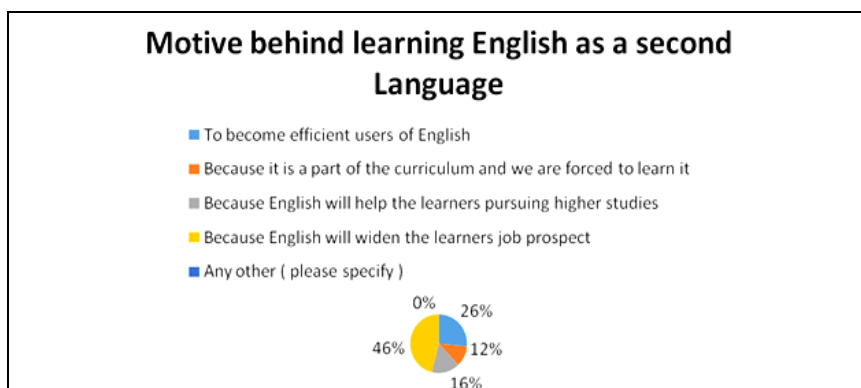 Motive behind learning English as a second
Language
To become efficient users of English
Because it is a part of the curriculum and we are forced to learn it
Because English will help the learners pursuing higher studies
Because English will widen the learners job prospect
Any other ( please specify )
0%
26%
46%
12%
16%